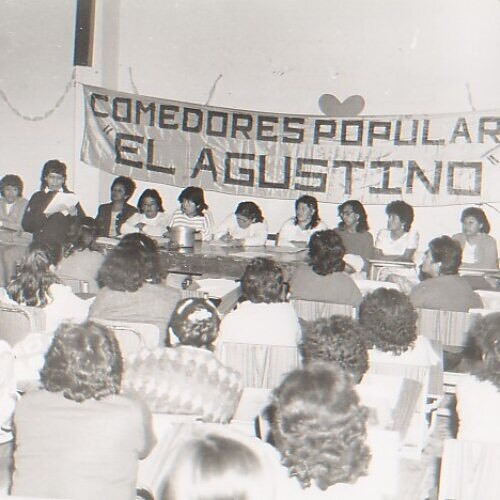 COMEDORES POPULAR
"EL AGUSTINO"